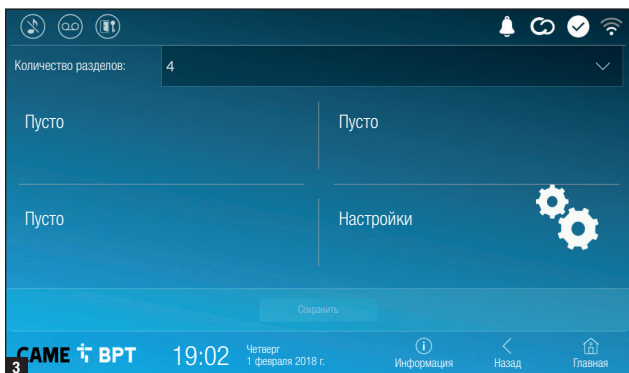 Количество разделов: 4
Пусто Пусто
Пусто Настройки
Сохранить
CAME BPT 19:02 Четверг
1 февраля 2018 г.
Информация Назад Главная
3